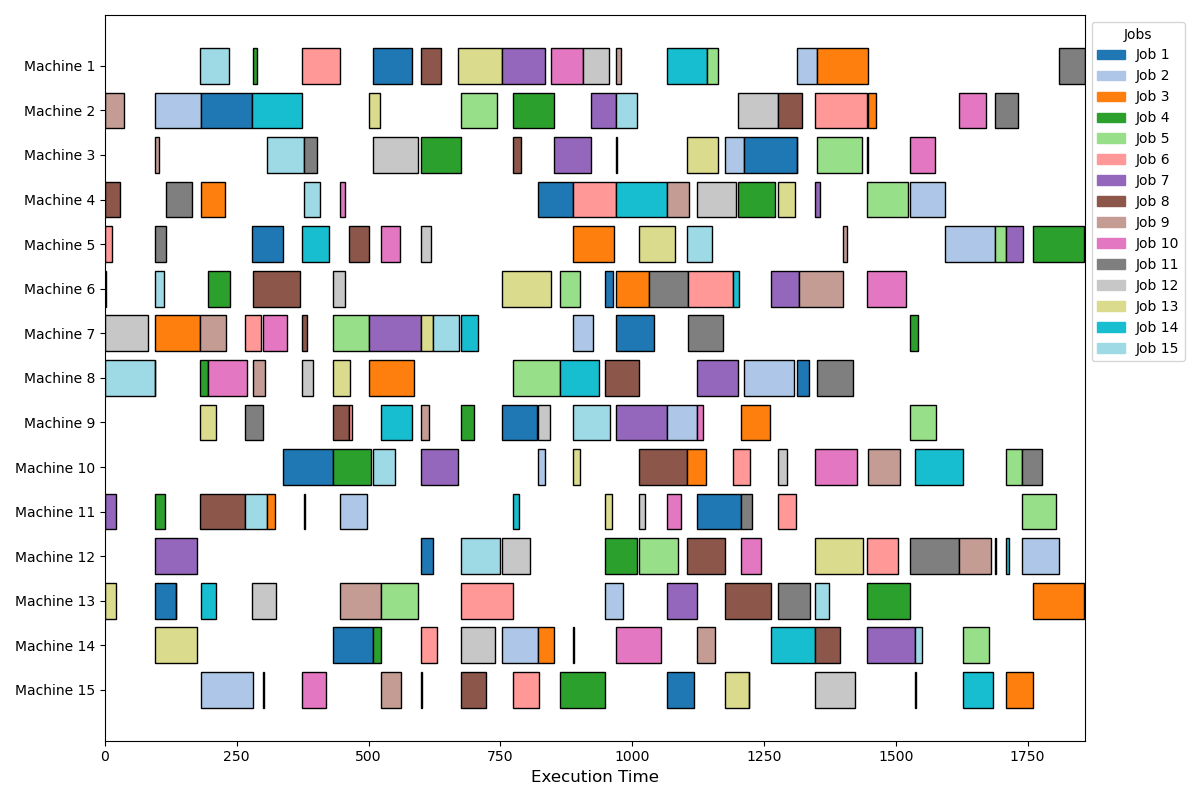 Machine 1
Machine 2
Machine 3
Machine 4
Machine 5
Machine 6
Machine 7
Machine 8
Machine 9
Machine 10
Machine 11
Machine 12
Machine 13
Machine 14
Machine 15
0 250 500 750 1000 1250 1500 1750
Execution Time
Jobs
Job 1
Job 2
Job 3
Job 4
Job 5
Job 6
Job 7
Job 8
Job 9
Job 10
Job 11
Job 12
Job 13
Job 14
Job 15